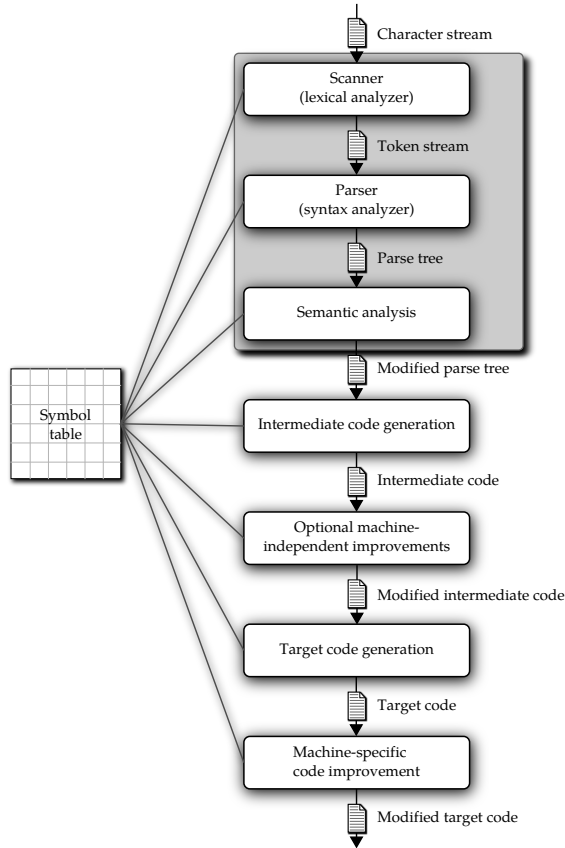 Character stream
Scanner
(lexical analyzer)
Token stream
Parser
(syntax analyzer)
Parse tree
Semantic analysis
Modified parse tree
Symbol
table
Intermediate code generation
Intermediate code
Optional machine-
independent improvements
Modified intermediate code
Target code generation
Target code
Machine-specific
code improvement
Modified target code